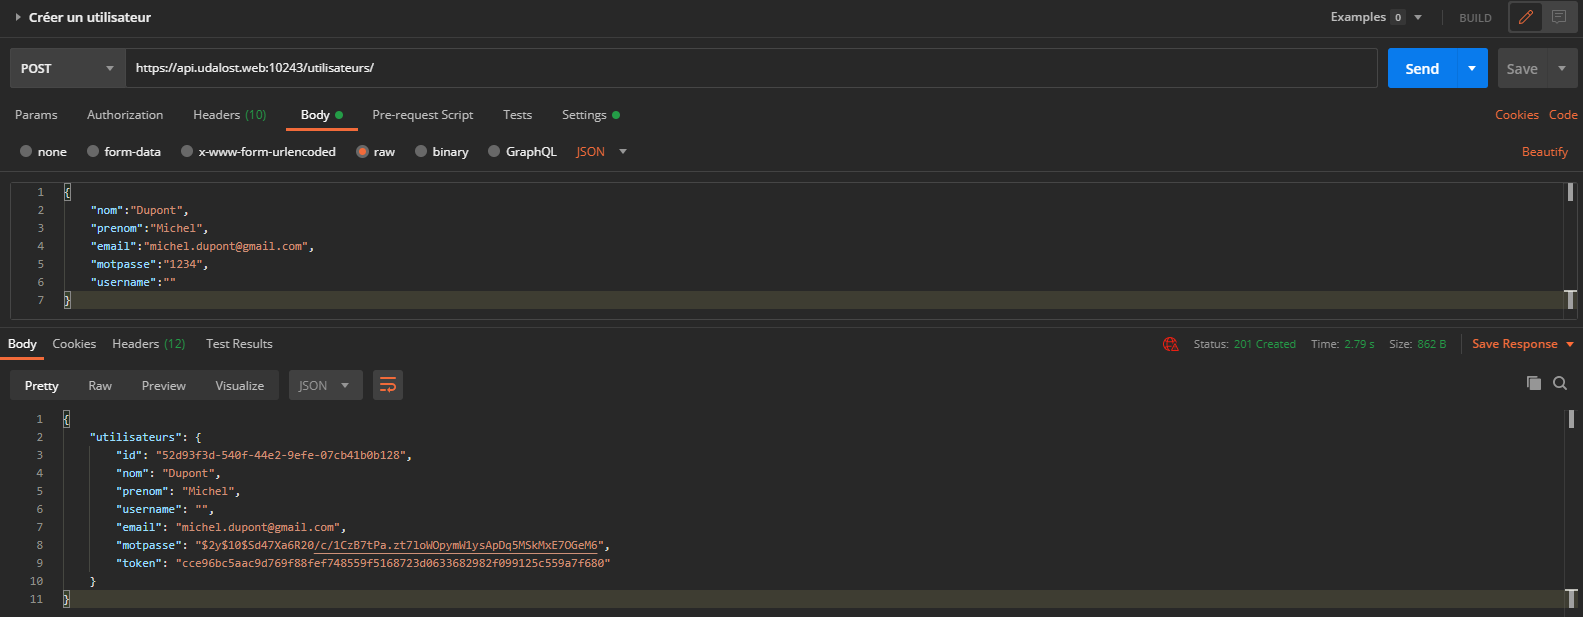 Créer un utilisateur
Examples 0
BUILD
POST https://api.udalost.web:10243/utilisateurs/ Send Save
Params Authorization Headers (10) Body Pre-request Script Tests Settings Cookies Code
none form-data x-www-form-urlencoded raw binary GraphQL JSON Beautify
1 {
2 "nom":"Dupont",
3 "prenom":"Michel",
4 "email":"michel.dupont@gmail.com",
5 "motpasse":"1234",
6 "username":""
7 }
Body Cookies Headers (12) Test Results Status: 201 Created Time: 2.79 s Size: 862 B Save Response
Pretty Raw Preview Visualize JSON
1 {
2 "utilisateurs": {
3 "id": "52d93f3d-540f-44e2-9efe-07cb41b0b128",
4 "nom": "Dupont",
5 "prenom": "Michel",
6 "username": "",
7 "email": "michel.dupont@gmail.com",
8 "motpasse": "$2y$10$Sd47Xa6R20/c/1CzB7tPa.zt7loWOpymW1ysApDq5MSkMxE7OGeM6",
9 "token": "cce96bc5aac9d769f88fef748559f5168723d0633682982f099125c559a7f680"
10 }
11 }